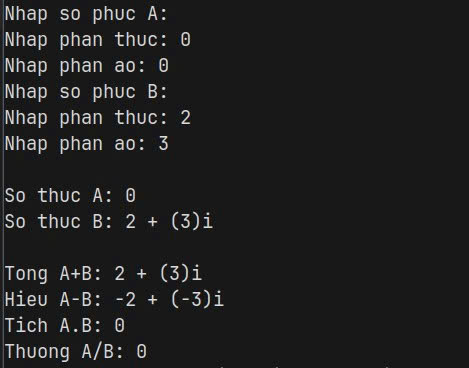 Nhap so phuc A:
Nhap phan thuc: 0
Nhap phan ao: 0
Nhap so phuc B:
Nhap phan thuc: 2
Nhap phan ao: 3
So thuc A: 0
So thuc B: 2 + (3)i
Tong A+B: 2 + (3)i
Hieu A-B: -2 + (-3)i
Tich A.B: 0
Thuong A/B: 0